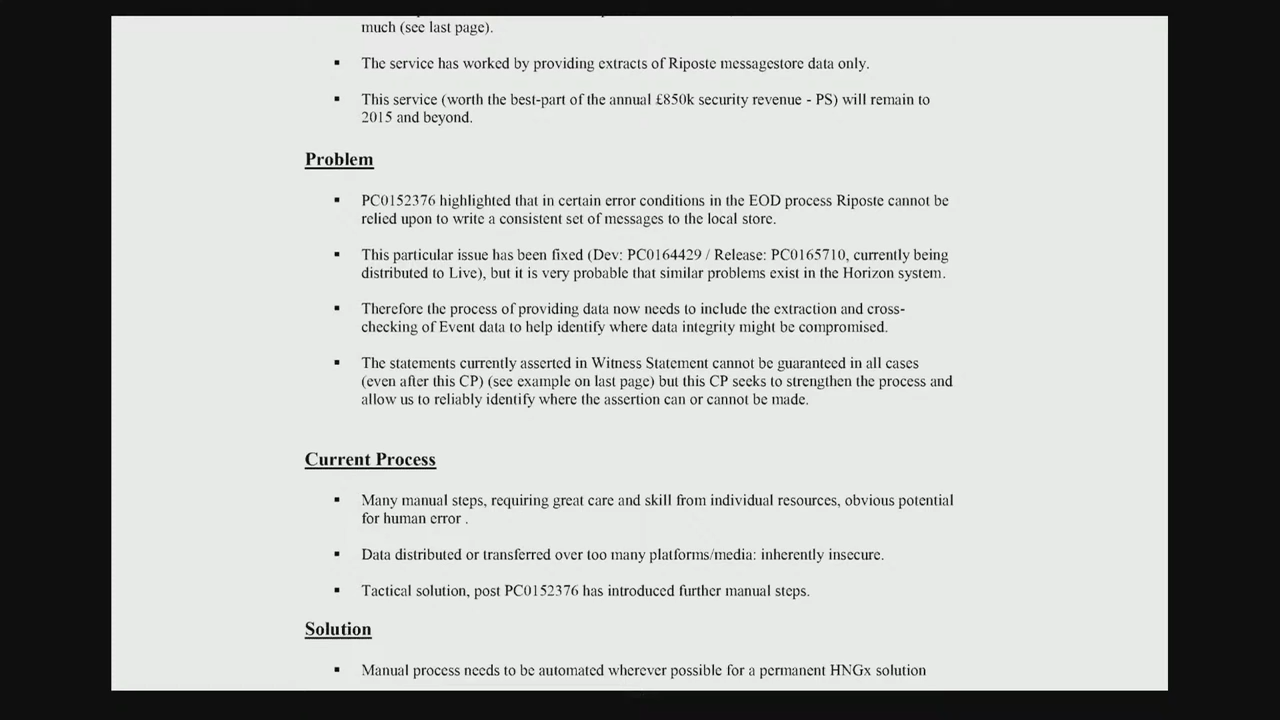 much (see last page).
▪ The service has worked by providing extracts of Riposte messagestore data only.
▪ This service (worth the best-part of the annual £850k security revenue - PS) will remain to
2015 and beyond.
Problem
▪ PC0152376 highlighted that in certain error conditions in the EOD process Riposte cannot be
relied upon to write a consistent set of messages to the local store.
▪ This particular issue has been fixed (Dev: PC0164429 / Release: PC0165710, currently being
distributed to Live), but it is very probable that similar problems exist in the Horizon system.
▪ Therefore the process of providing data now needs to include the extraction and cross-
checking of Event data to help identify where data integrity might be compromised.
▪ The statements currently asserted in Witness Statement cannot be guaranteed in all cases
(even after this CP) (see example on last page) but this CP seeks to strengthen the process and
allow us to reliably identify where the assertion can or cannot be made.
Current Process
▪ Many manual steps, requiring great care and skill from individual resources, obvious potential
for human error .
▪ Data distributed or transferred over too many platforms/media: inherently insecure.
▪ Tactical solution, post PC0152376 has introduced further manual steps.
Solution
▪ Manual process needs to be automated wherever possible for a permanent HNGx solution